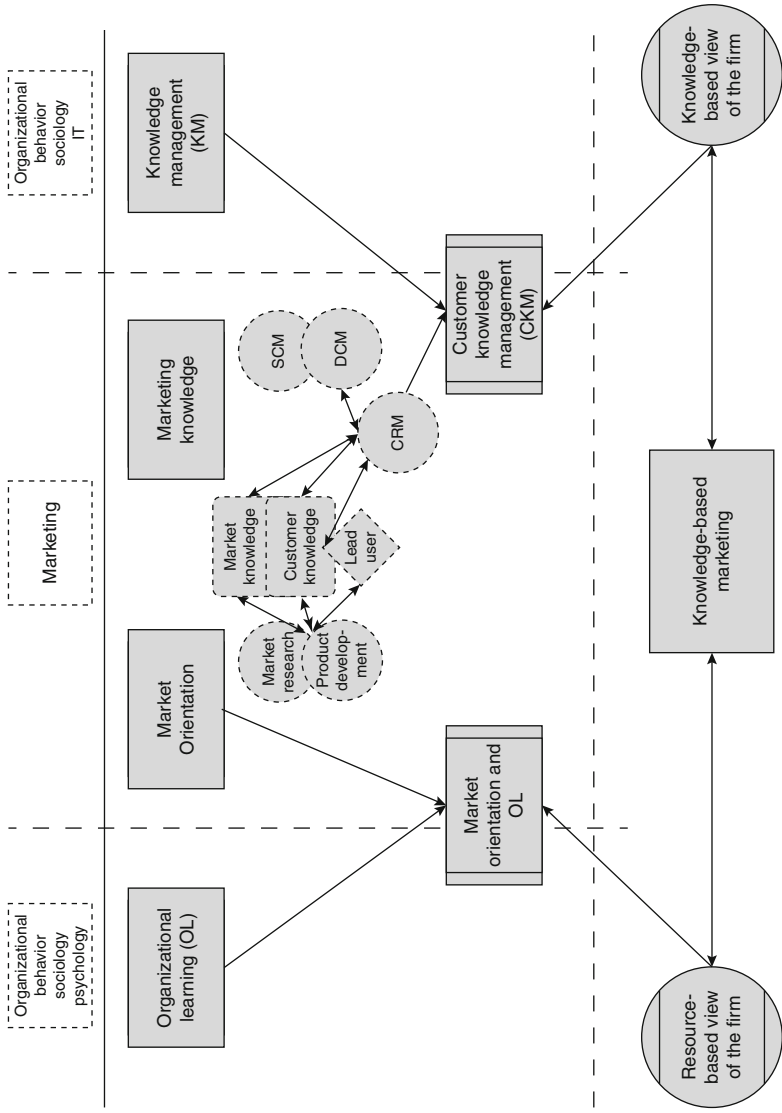 Organizational
behavior
sociology
psychology
Marketing
Organizational
behavior
sociology
IT
Organizational
learning (OL)
Market
Orientation
Marketing
knowledge
Knowledge
management
(KM)
Market
research
Product
develop-
ment
Market
knowledge
Customer
knowledge
Lead
user
SCM
DCM
CRM
Market
orientation and
OL
Customer
knowledge
management
(CKM)
Resource-
based view
of the firm
Knowledge-based
marketing
Knowledge-
based view
of the firm